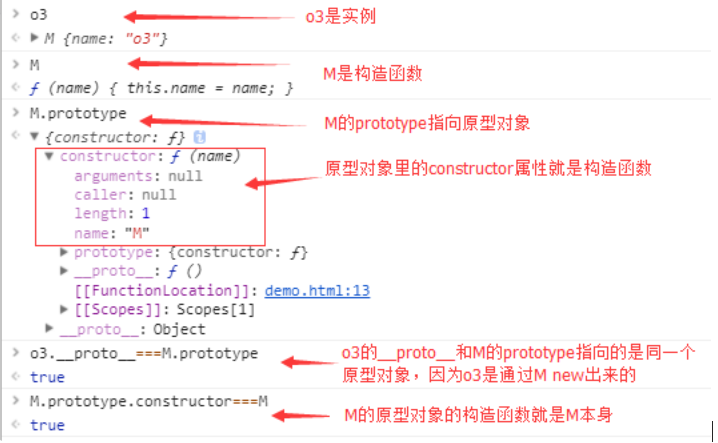 o3
o3是实例
M {name: "o3"}
M
M是构造函数
ƒ (name) { this.name = name; }
M.prototype
M的prototype指向原型对象
{constructor: ƒ}
constructor: ƒ (name)
原型对象里的constructor属性就是构造函数
arguments: null
caller: null
length: 1
name: "M"
prototype: {constructor: ƒ}
__proto__: ƒ ()
[[FunctionLocation]]: demo.html:13
[[Scopes]]: Scopes[1]
__proto__: Object
o3.__proto__===M.prototype
o3的__proto__和M的prototype指向的是同一个
原型对象，因为o3是通过M new出来的
true
M.prototype.constructor===M
M的原型对象的构造函数就是M本身
true